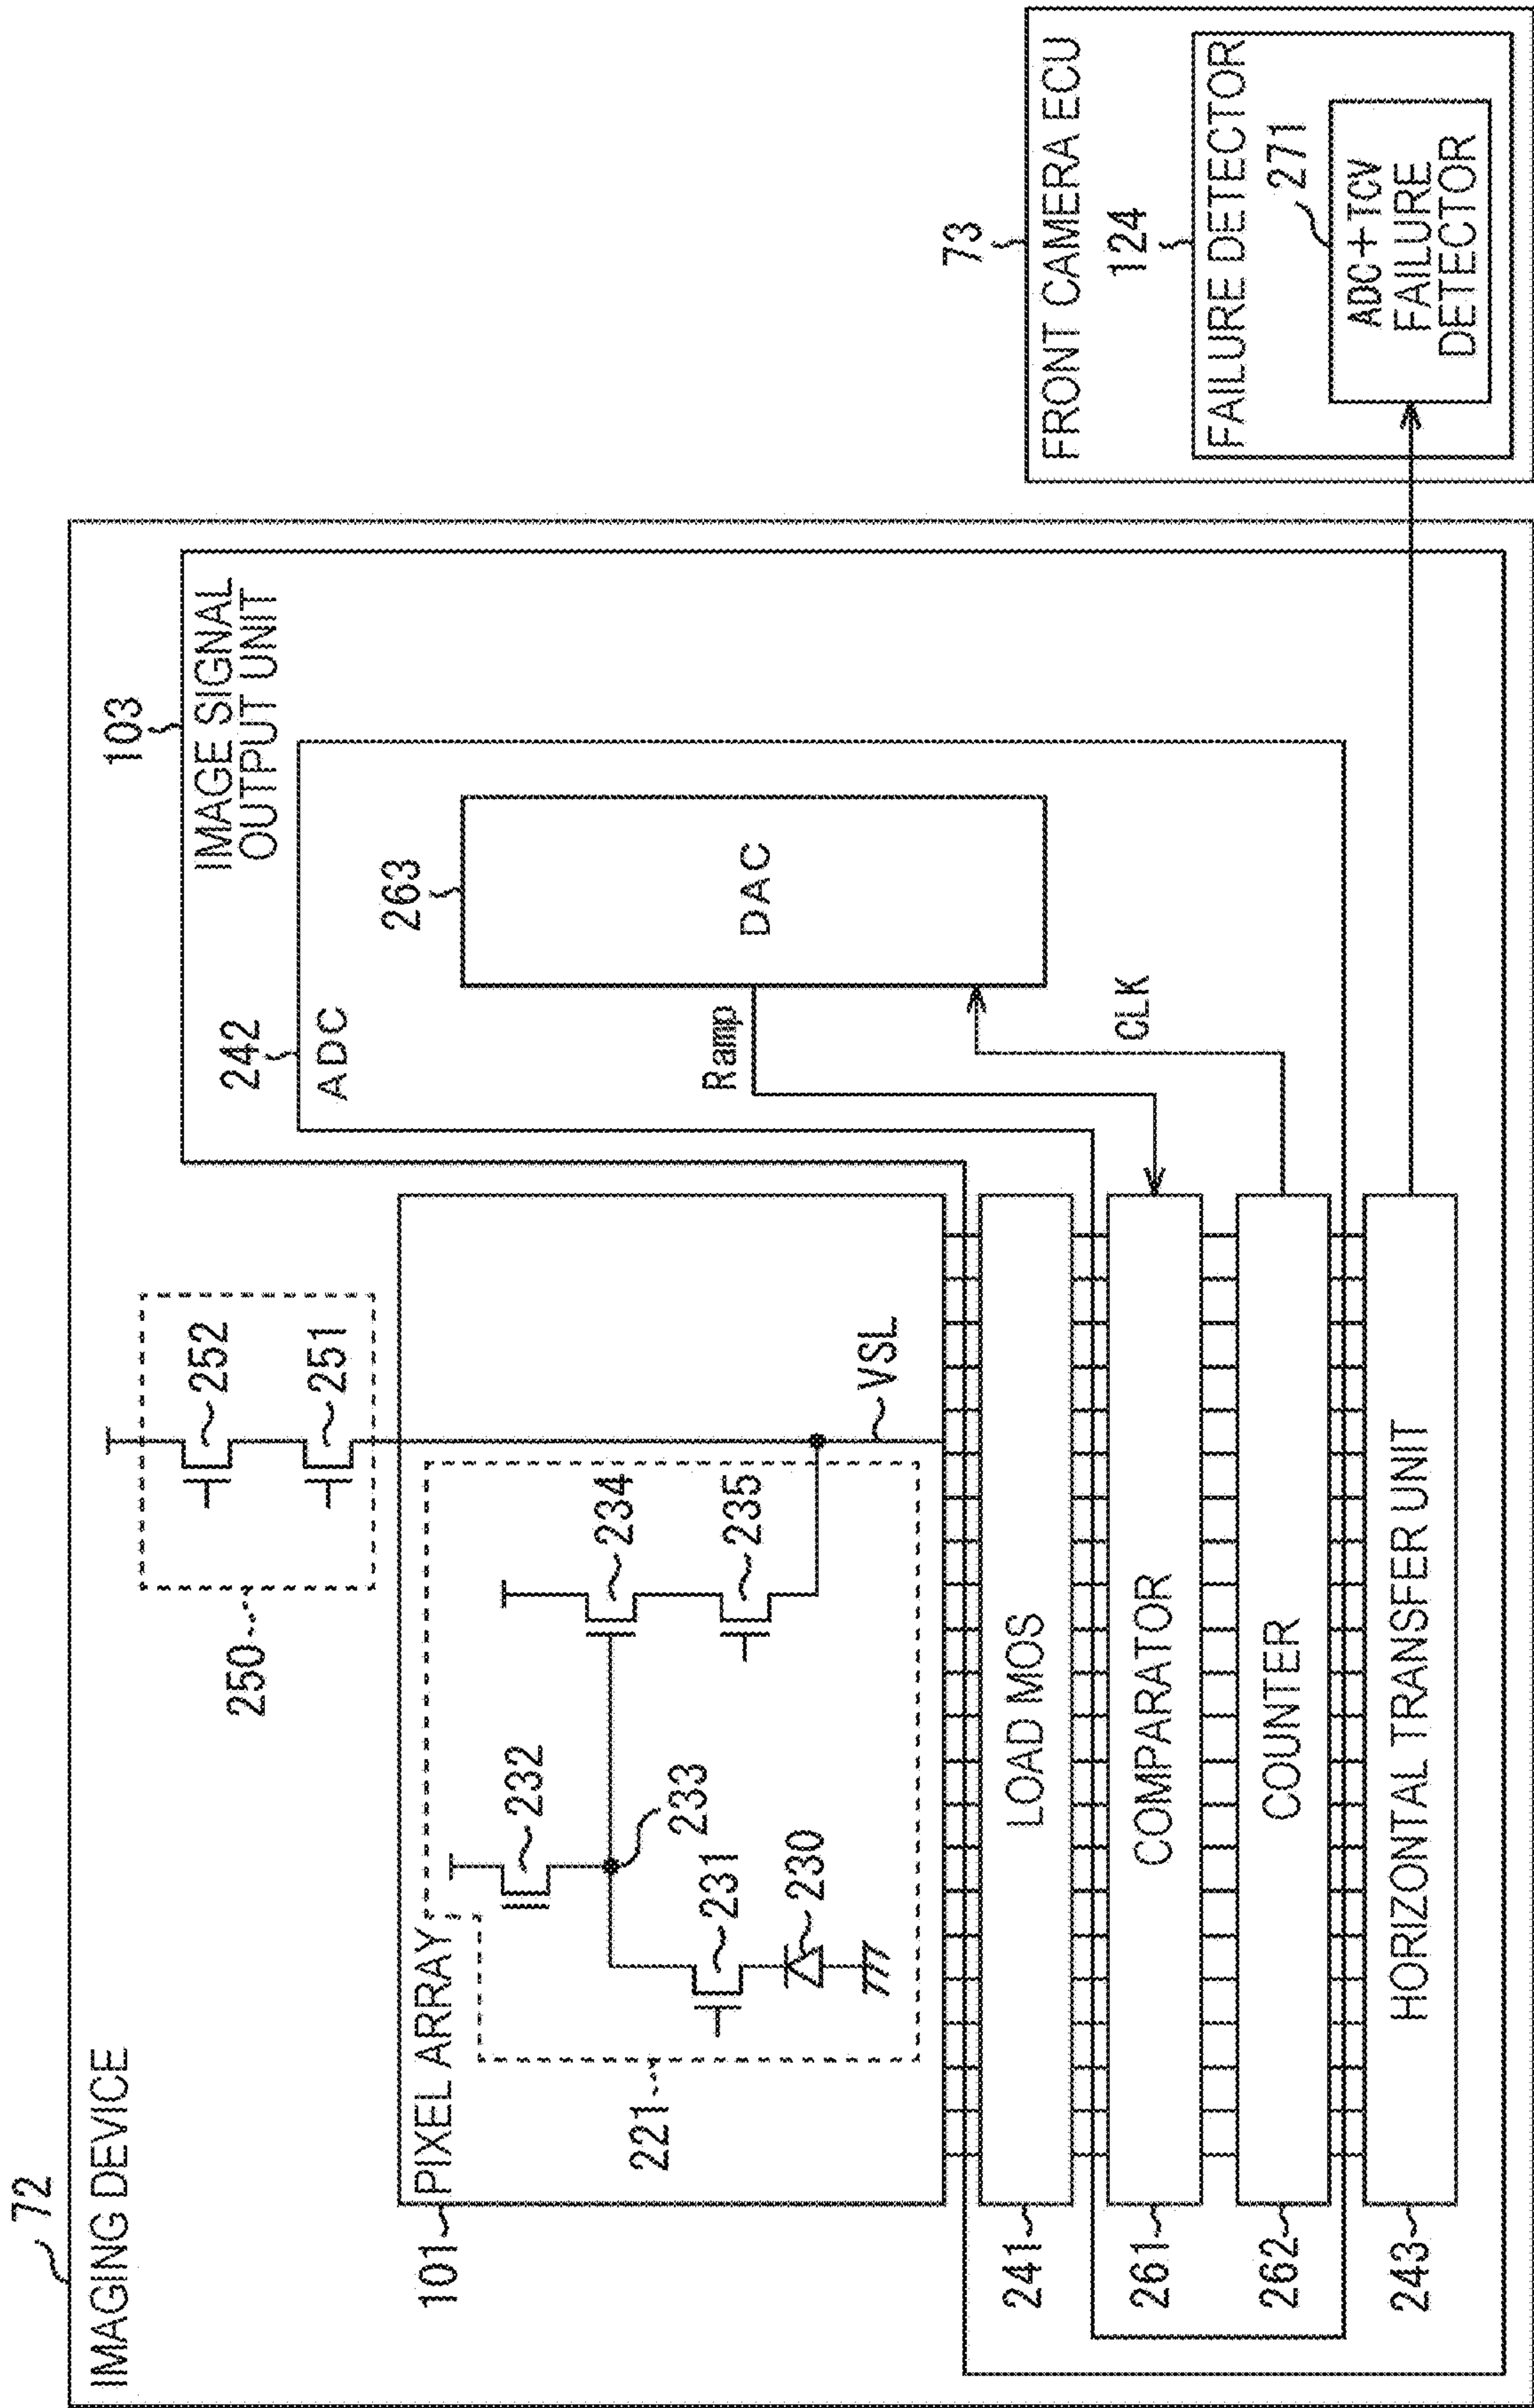 72
IMAGING DEVICE
250
252
251
101
PIXEL ARRAY
221
232
233
231
230
234
235
VSL
103
IMAGE SIGNAL
OUTPUT UNIT
242
ADC
263
DAC
Ramp
CLK
241
LOAD MOS
261
COMPARATOR
262
COUNTER
243
HORIZONTAL TRANSFER UNIT
73
FRONT CAMERA ECU
124
FAILURE DETECTOR
271
ADC+TCV
FAILURE
DETECTOR